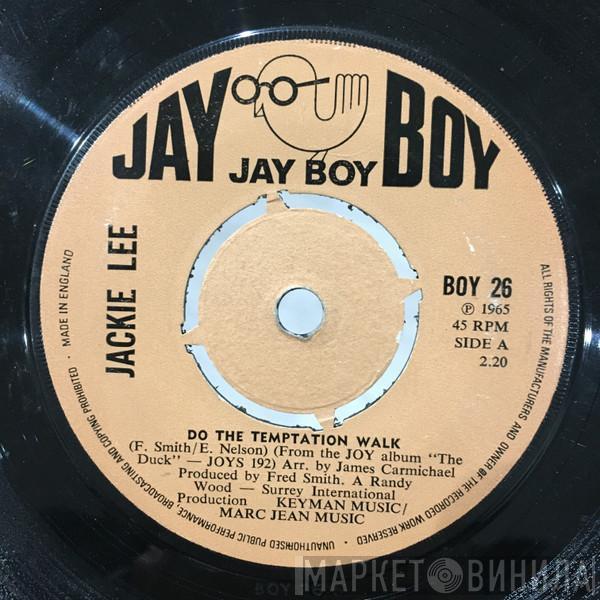 JAY BOY
JAY BOY
JACKIE LEE
BOY 26
℗ 1965
45 RPM
SIDE A
2.20
DO THE TEMPTATION WALK
(F. Smith/E. Nelson) (From the JOY album "The
Duck" — JOYS 192) Arr. by James Carmichael
Produced by Fred Smith. A Randy
Wood — Surrey International
Production KEYMAN MUSIC/
MARC JEAN MUSIC
ALL RIGHTS OF THE MANUFACTURERS AND OWNER OF THE RECORDED WORK RESERVED · UNAUTHORISED PUBLIC PERFORMANCE, BROADCASTING AND COPYING PROHIBITED · MADE IN ENGLAND
МАРКЕТ ВИНИЛА